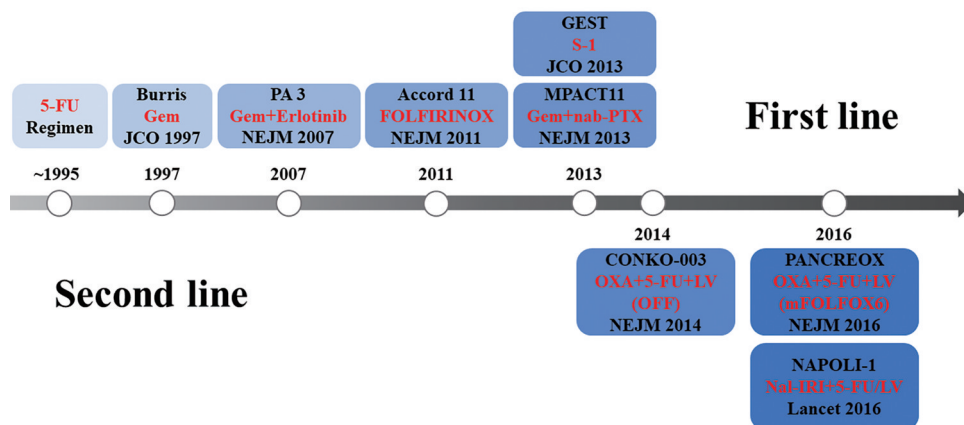 GEST
S-1
JCO 2013
5-FU
Regimen
Burris
Gem
JCO 1997
PA 3
Gem+Erlotinib
NEJM 2007
Accord 11
FOLFIRINOX
NEJM 2011
MPACT11
Gem+nab-PTX
NEJM 2013
First line
~1995
1997
2007
2011
2013
2014
2016
Second line
CONKO-003
OXA+5-FU+LV
(OFF)
NEJM 2014
PANCREOX
OXA+5-FU+LV
(mFOLFOX6)
NEJM 2016
NAPOLI-1
Nal-IRI+5-FU/LV
Lancet 2016